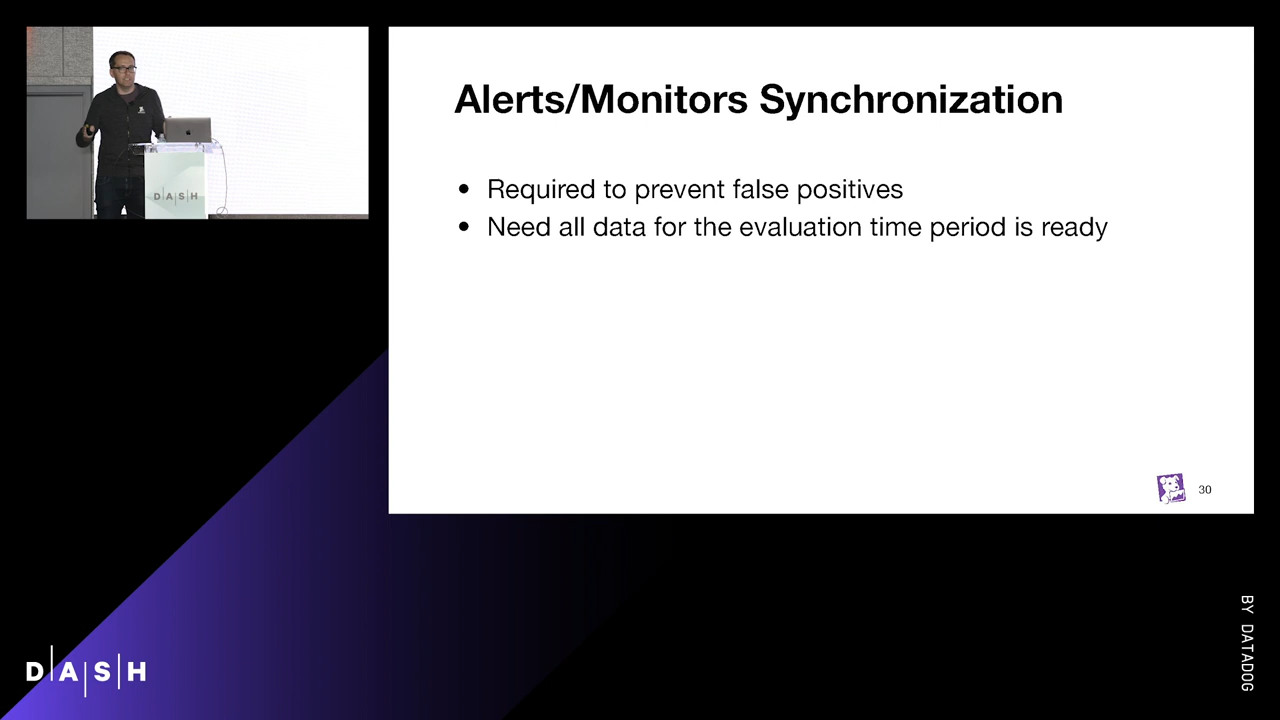 Alerts/Monitors Synchronization
• Required to prevent false positives
• Need all data for the evaluation time period is ready
30
DASH
DASH
BY DATADOG